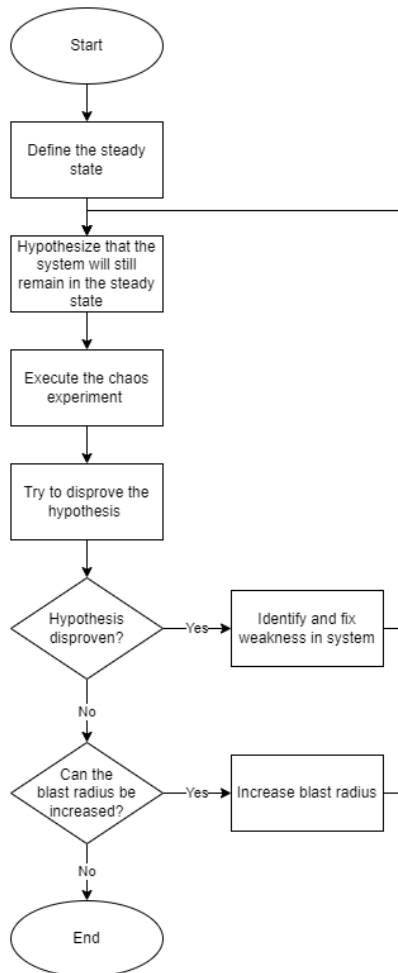 Start
Define the steady
state
Hypothesize that the
system will still
remain in the steady
state
Execute the chaos
experiment
Try to disprove the
hypothesis
Hypothesis
disproven?
Yes
Identify and fix
weakness in system
No
Can the
blast radius be
increased?
Yes
Increase blast radius
No
End